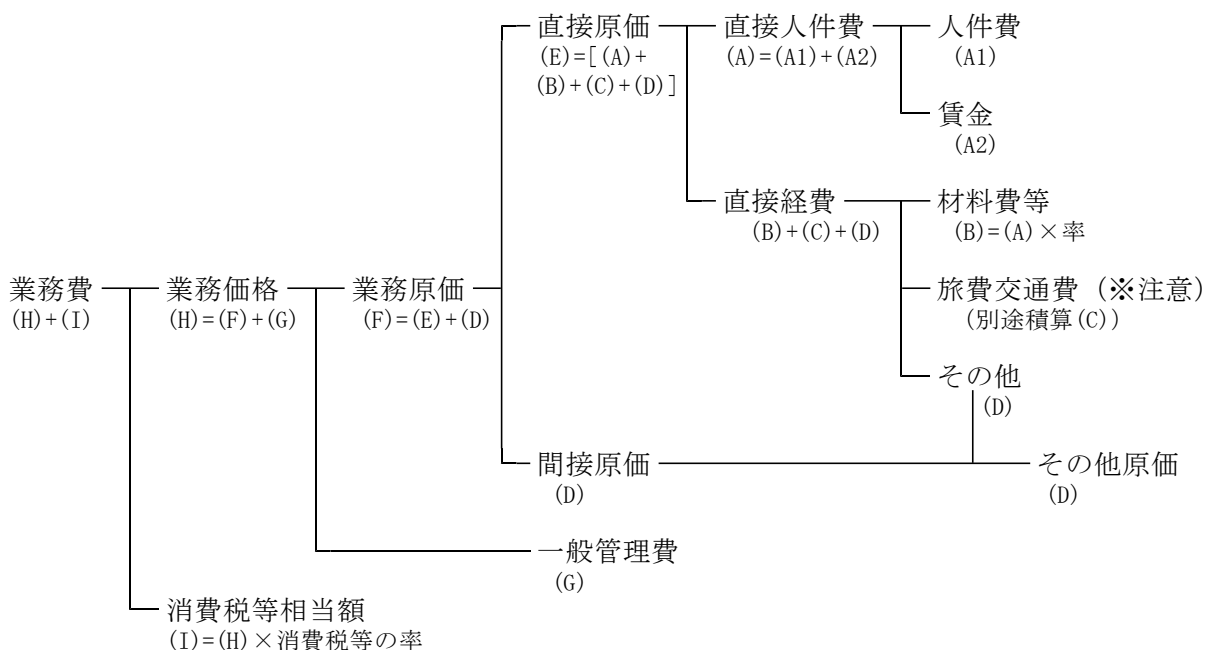 直接原価
(E)=[(A)+
(B)+(C)+(D)]
直接人件費
(A)=(A1)+(A2)
人件費
(A1)
賃金
(A2)
直接経費
(B)+(C)+(D)
材料費等
(B)=(A)×率
業務費
(H)+(I)
業務価格
(H)=(F)+(G)
業務原価
(F)=(E)+(D)
旅費交通費（※注意）
(別途積算(C))
その他
(D)
間接原価
(D)
その他原価
(D)
一般管理費
(G)
消費税等相当額
(I)=(H)×消費税等の率